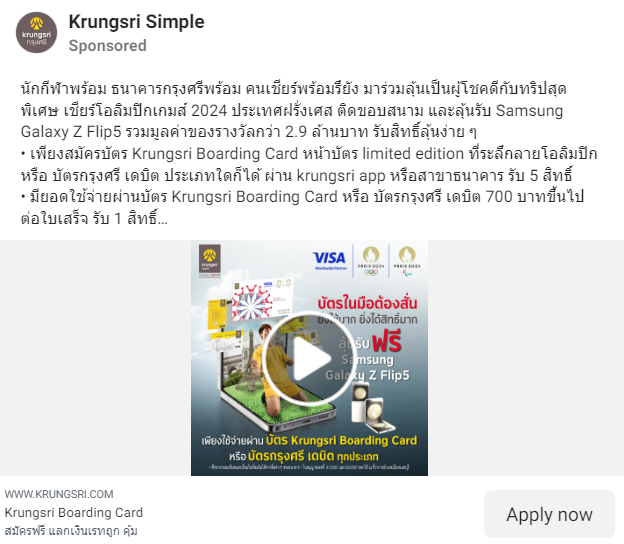 krungsri
กรุงศรี
Krungsri Simple
Sponsored
นักกีฬาพร้อม ธนาคารกรุงศรีพร้อม คนเชียร์พร้อมรึยัง มาร่วมลุ้นเป็นผู้โชคดีกับทริปสุด
พิเศษ เชียร์โอลิมปิกเกมส์ 2024 ประเทศฝรั่งเศส ติดขอบสนาม และลุ้นรับ Samsung
Galaxy Z Flip5 รวมมูลค่าของรางวัลกว่า 2.9 ล้านบาท รับสิทธิ์ลุ้นง่าย ๆ
• เพียงสมัครบัตร Krungsri Boarding Card หน้าบัตร limited edition ที่ระลึกลายโอลิมปิก
หรือ บัตรกรุงศรี เดบิต ประเภทใดก็ได้ ผ่าน krungsri app หรือสาขาธนาคาร รับ 5 สิทธิ์
• มียอดใช้จ่ายผ่านบัตร Krungsri Boarding Card หรือ บัตรกรุงศรี เดบิต 700 บาทขึ้นไป
ต่อใบเสร็จ รับ 1 สิทธิ์...
krungsri
VISA
Worldwide Partner
PARIS 2024
PARIS 2024
บัตรในมือต้องสั่น
ยิ่งใช้มาก ยิ่งได้สิทธิ์มาก
ลุ้นรับ ฟรี
Samsung
Galaxy Z Flip5
เพียงใช้จ่ายผ่าน บัตร Krungsri Boarding Card
หรือ บัตรกรุงศรี เดบิต ทุกประเภท
WWW.KRUNGSRI.COM
Krungsri Boarding Card
สมัครฟรี แลกเงินเรทถูก คุ้ม
Apply now